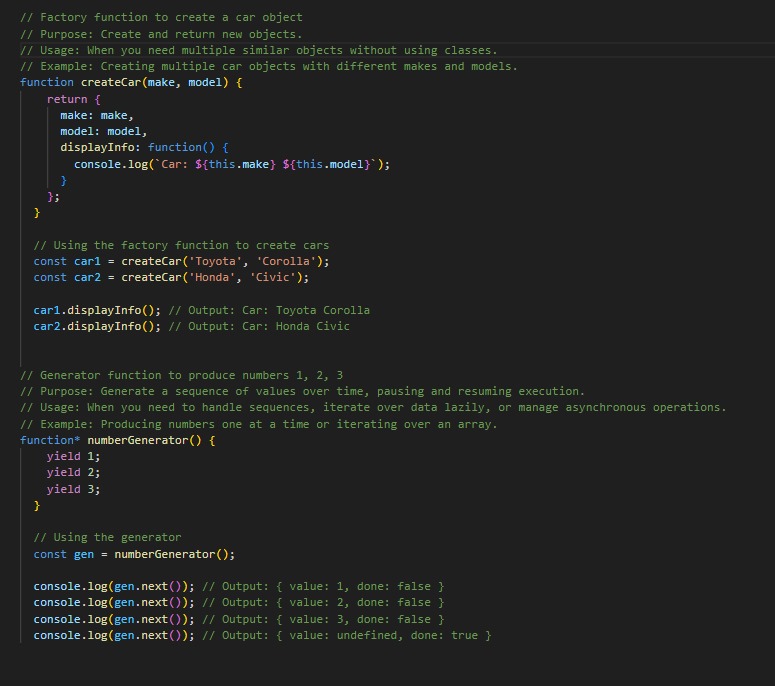 // Factory function to create a car object
// Purpose: Create and return new objects.
// Usage: When you need multiple similar objects without using classes.
// Example: Creating multiple car objects with different makes and models.
function createCar(make, model) {
    return {
      make: make,
      model: model,
      displayInfo: function() {
        console.log(`Car: ${this.make} ${this.model}`);
      }
    };
  }

  // Using the factory function to create cars
  const car1 = createCar('Toyota', 'Corolla');
  const car2 = createCar('Honda', 'Civic');

  car1.displayInfo(); // Output: Car: Toyota Corolla
  car2.displayInfo(); // Output: Car: Honda Civic


// Generator function to produce numbers 1, 2, 3
// Purpose: Generate a sequence of values over time, pausing and resuming execution.
// Usage: When you need to handle sequences, iterate over data lazily, or manage asynchronous operations.
// Example: Producing numbers one at a time or iterating over an array.
function* numberGenerator() {
    yield 1;
    yield 2;
    yield 3;
  }

  // Using the generator
  const gen = numberGenerator();

  console.log(gen.next()); // Output: { value: 1, done: false }
  console.log(gen.next()); // Output: { value: 2, done: false }
  console.log(gen.next()); // Output: { value: 3, done: false }
  console.log(gen.next()); // Output: { value: undefined, done: true }